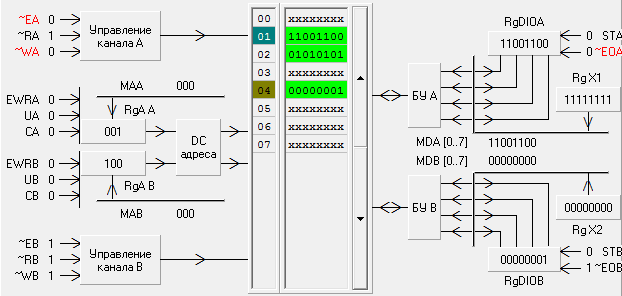 ~EA 0
~RA 1
~WA 0
Управление
канала А
EWRA 0
UA 0
CA 0
MAA 000
RgA A
001
100
EWRB 0
UB 0
CB 0
RgA B
MAB 000
DC
адреса
~EB 1
~RB 1
~WB 1
Управление
канала В
00 xxxxxxxx
01 11001100
02 01010101
03 xxxxxxxx
04 00000001
05 xxxxxxxx
06 xxxxxxxx
07 xxxxxxxx
БУ А
БУ В
RgDIOA
11001100
0 STA
0 ~EOA
Rg X1
11111111
MDA [0..7] 11001100
MDB [0..7] 00000000
00000000
Rg X2
00000001
RgDIOB
0 STB
1 ~EOB